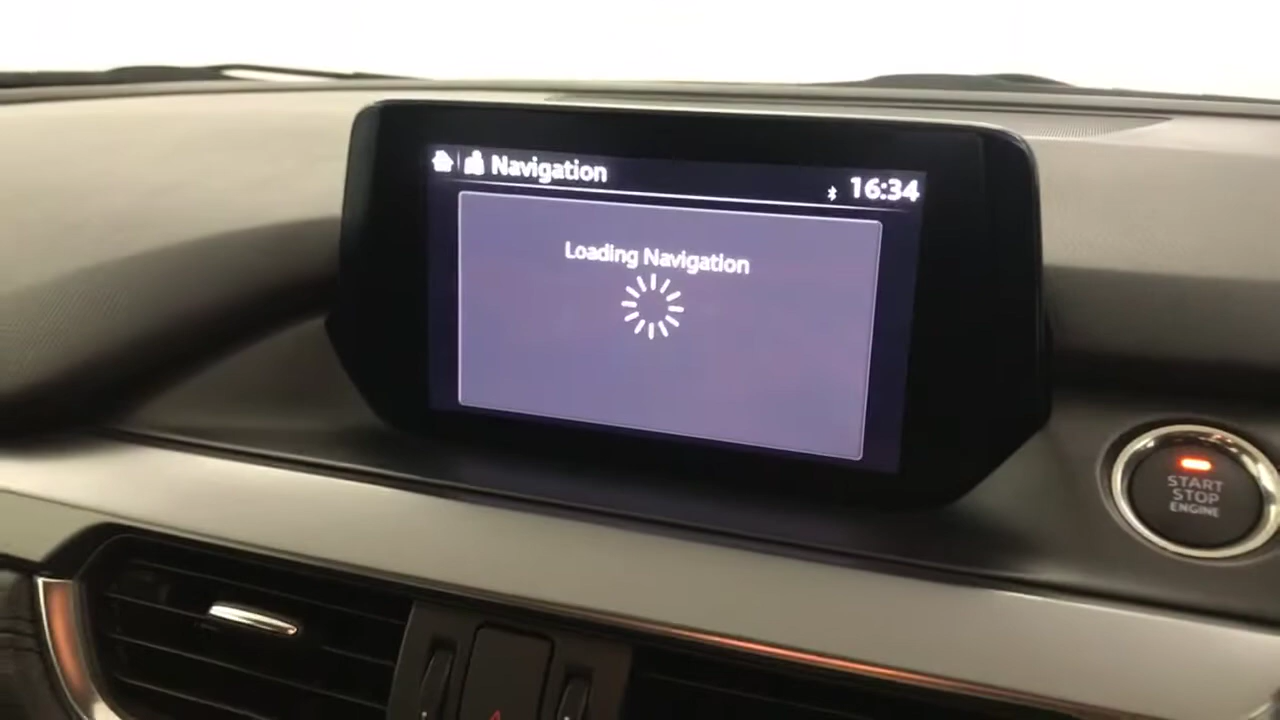 Navigation
16:34
Loading Navigation
START
STOP
ENGINE